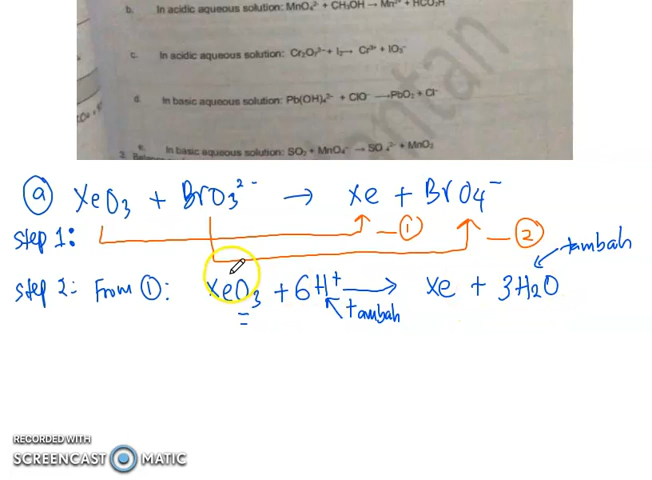 b. In acidic aqueous solution: MnO₄²⁻ + CH₃OH → Mn²⁺ + HCO₂H
c. In acidic aqueous solution: Cr₂O₇²⁻ + I₂ → Cr³⁺ + IO₃⁻
d. In basic aqueous solution: Pb(OH)₄²⁻ + ClO⁻ → PbO₂ + Cl⁻
e. In basic aqueous solution: SO₂ + MnO₄⁻ → SO₄²⁻ + MnO₂
ⓐ XeO₃ + BrO₃²⁻ → Xe + BrO₄⁻
step 1: – ① – ② tambah
step 2: From ①: XeO₃ + 6H⁺ → Xe + 3H₂O
tambah
RECORDED WITH
SCREENCAST MATIC